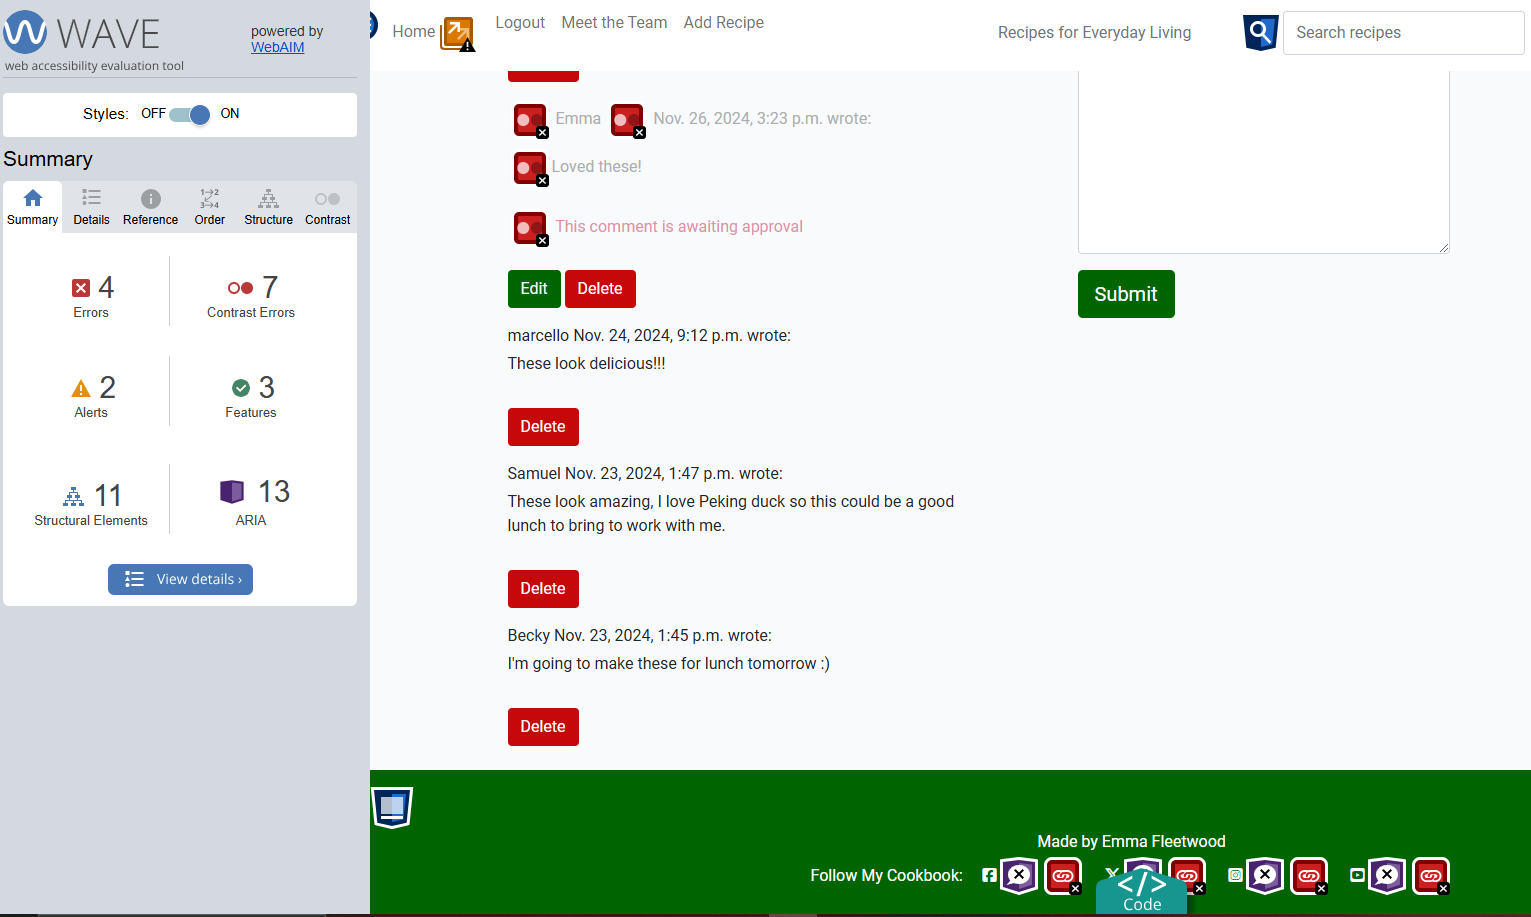 WAVE
powered by
WebAIM
web accessibility evaluation tool
Styles: OFF ON
Summary
Summary Details Reference Order Structure Contrast
4 Errors
7 Contrast Errors
2 Alerts
3 Features
11 Structural Elements
13 ARIA
View details ›
Home Logout Meet the Team Add Recipe Recipes for Everyday Living Search recipes
Emma Nov. 26, 2024, 3:23 p.m. wrote:
Loved these!
This comment is awaiting approval
Edit Delete
Submit
marcello Nov. 24, 2024, 9:12 p.m. wrote:
These look delicious!!!
Delete
Samuel Nov. 23, 2024, 1:47 p.m. wrote:
These look amazing, I love Peking duck so this could be a good
lunch to bring to work with me.
Delete
Becky Nov. 23, 2024, 1:45 p.m. wrote:
I'm going to make these for lunch tomorrow :)
Delete
Made by Emma Fleetwood
Follow My Cookbook:
</> Code